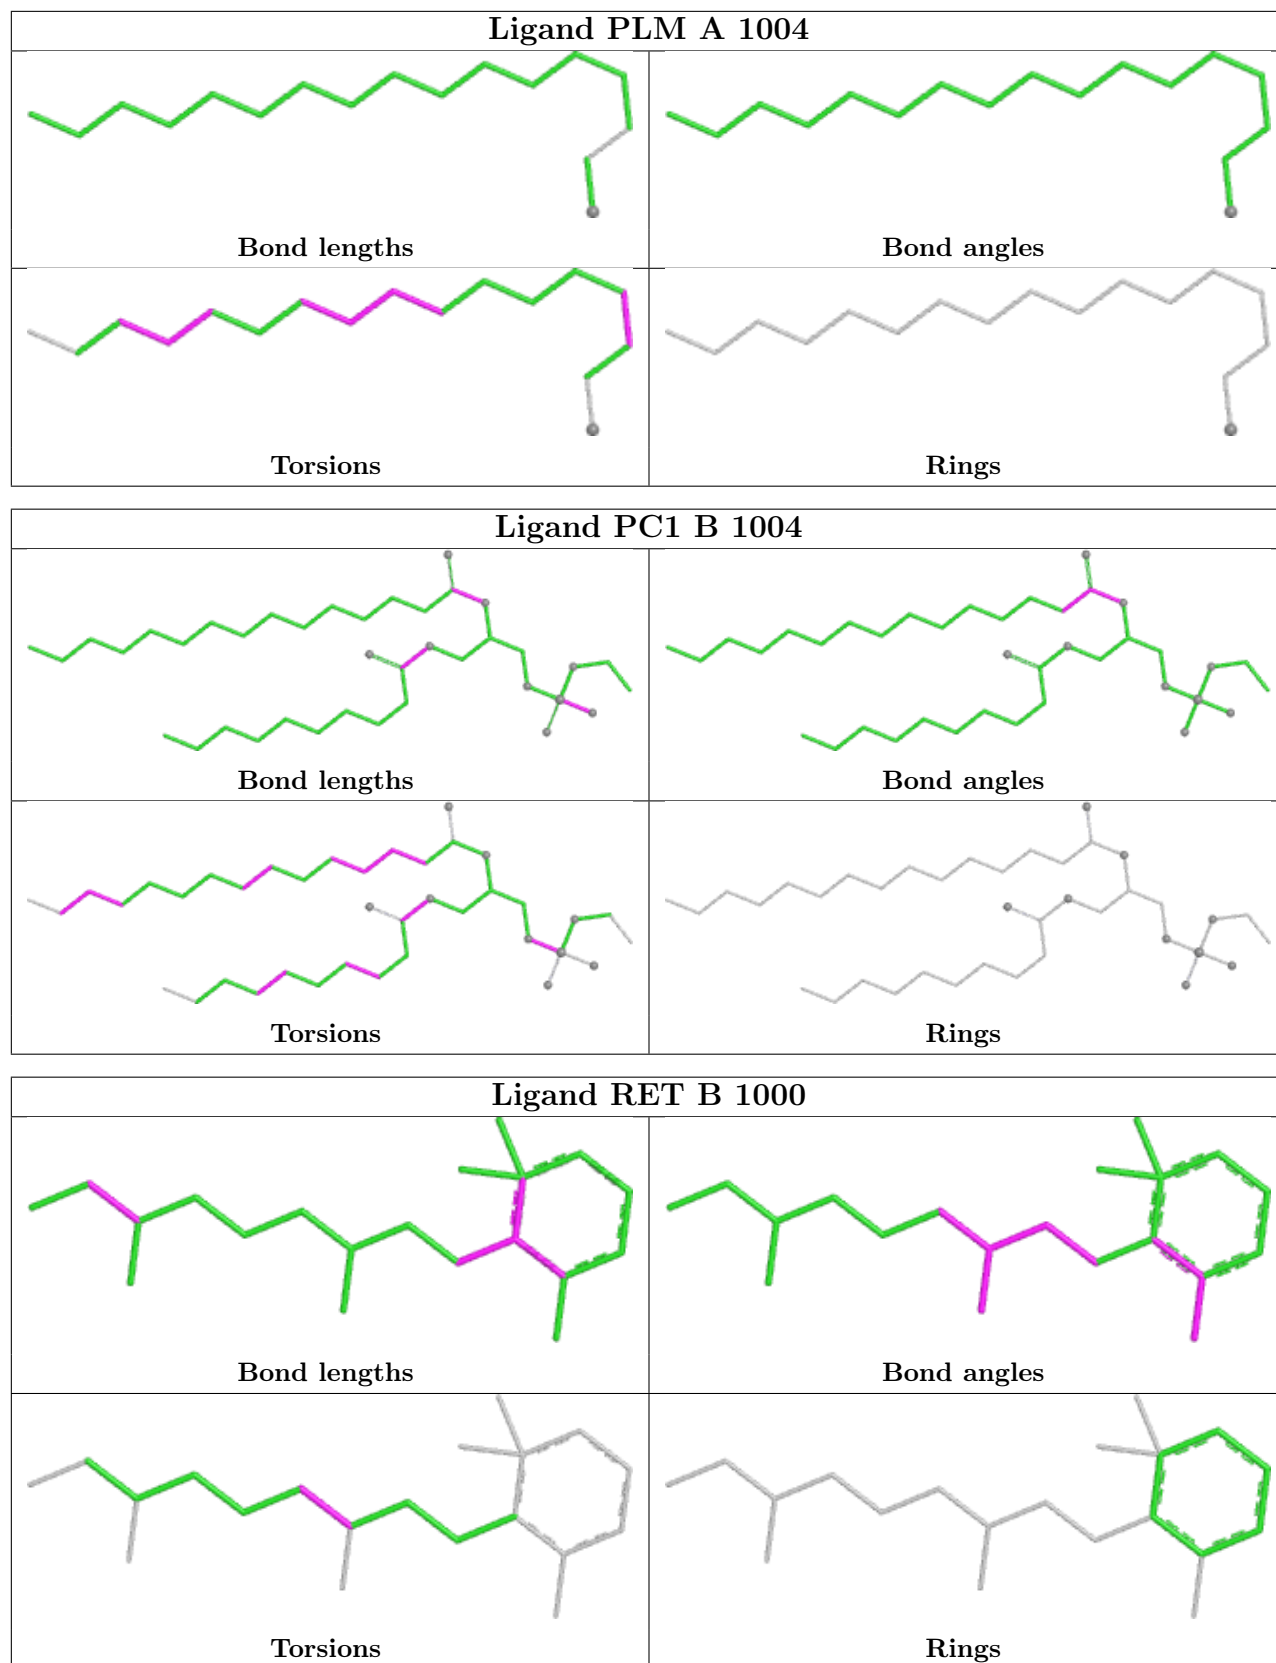 Ligand PLM A 1004
Bond lengths
Bond angles
Torsions
Rings
Ligand PC1 B 1004
Bond lengths
Bond angles
Torsions
Rings
Ligand RET B 1000
Bond lengths
Bond angles
Torsions
Rings